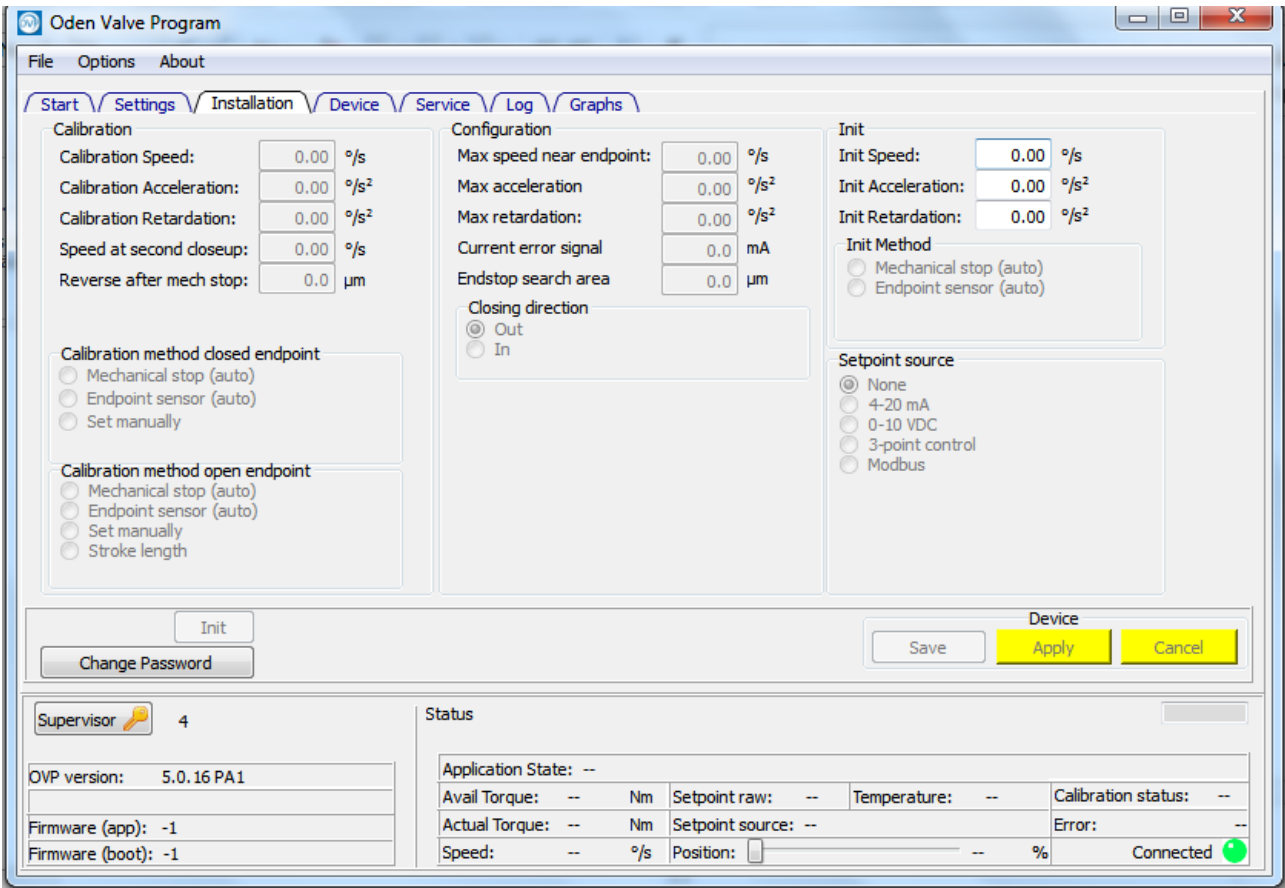 Oden Valve Program
File Options About
Start Settings Installation Device Service Log Graphs
Calibration
Calibration Speed: 0.00 °/s
Calibration Acceleration: 0.00 °/s²
Calibration Retardation: 0.00 °/s²
Speed at second closeup: 0.00 °/s
Reverse after mech stop: 0.0 µm
Calibration method closed endpoint
Mechanical stop (auto)
Endpoint sensor (auto)
Set manually
Calibration method open endpoint
Mechanical stop (auto)
Endpoint sensor (auto)
Set manually
Stroke length
Configuration
Max speed near endpoint: 0.00 °/s
Max acceleration 0.00 °/s²
Max retardation: 0.00 °/s²
Current error signal 0.0 mA
Endstop search area 0.0 µm
Closing direction
Out
In
Init
Init Speed: 0.00 °/s
Init Acceleration: 0.00 °/s²
Init Retardation: 0.00 °/s²
Init Method
Mechanical stop (auto)
Endpoint sensor (auto)
Setpoint source
None
4-20 mA
0-10 VDC
3-point control
Modbus
Init
Change Password
Device
Save Apply Cancel
Supervisor 4
OVP version: 5.0.16 PA1
Firmware (app): -1
Firmware (boot): -1
Status
Application State: --
Avail Torque: -- Nm Setpoint raw: -- Temperature: -- Calibration status: --
Actual Torque: -- Nm Setpoint source: -- Error: --
Speed: -- °/s Position: -- % Connected